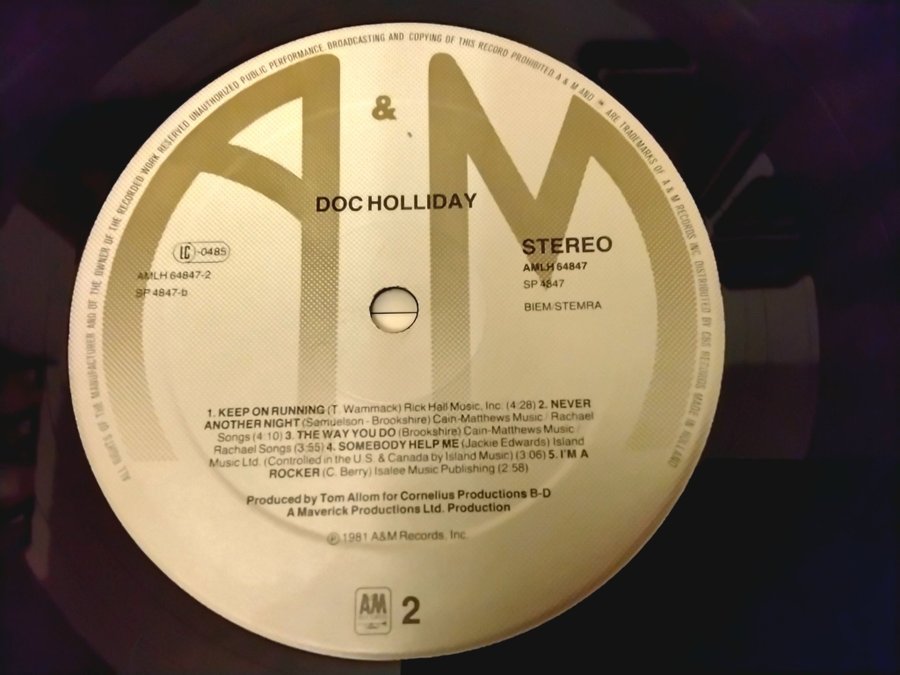 ALL RIGHTS OF THE MANUFACTURER AND OF THE OWNER OF THE RECORDED WORK RESERVED UNAUTHORIZED PUBLIC PERFORMANCE BROADCASTING AND COPYING OF THIS RECORD PROHIBITED A & M AND ARE TRADEMARKS OF A & M RECORDS INC. DISTRIBUTED BY CBS RECORDS MADE IN HOLLAND
A & M
DOC HOLLIDAY
LC-0485
AMLH 64847-2
SP 4847-b
STEREO
AMLH 64847
SP 4847
BIEM/STEMRA
1. KEEP ON RUNNING (T. Wammack) Rick Hall Music, Inc. (4:28) 2. NEVER
ANOTHER NIGHT (Samuelson - Brookshire) Cain-Matthews Music / Rachael
Songs (4:10) 3. THE WAY YOU DO (Brookshire) Cain-Matthews Music /
Rachael Songs (3:55) 4. SOMEBODY HELP ME (Jackie Edwards) Island
Music Ltd. (Controlled in the U.S. & Canada by Island Music) (3:06) 5. I'M A
ROCKER (C. Berry) Isalee Music Publishing (2:58)
Produced by Tom Allom for Cornelius Productions B-D
A Maverick Productions Ltd. Production
℗ 1981 A&M Records, Inc.
AM
2